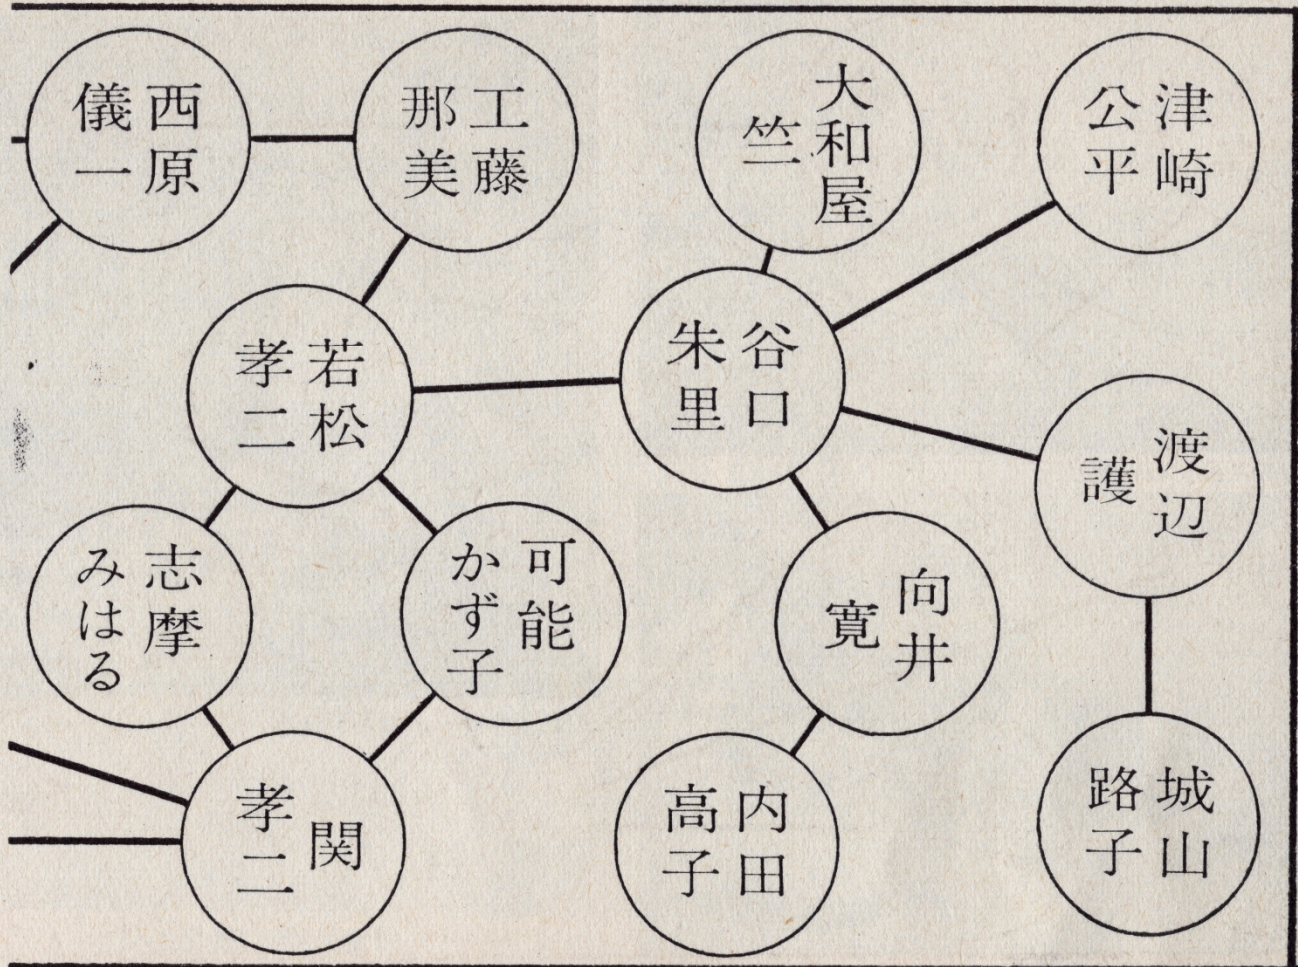 津崎
公平
大和屋
竺
工藤
那美
西原
儀一
谷口
朱里
若松
孝二
渡辺
護
向井
寛
可能
かず子
志摩
みはる
城山
路子
内田
高子
関
孝二